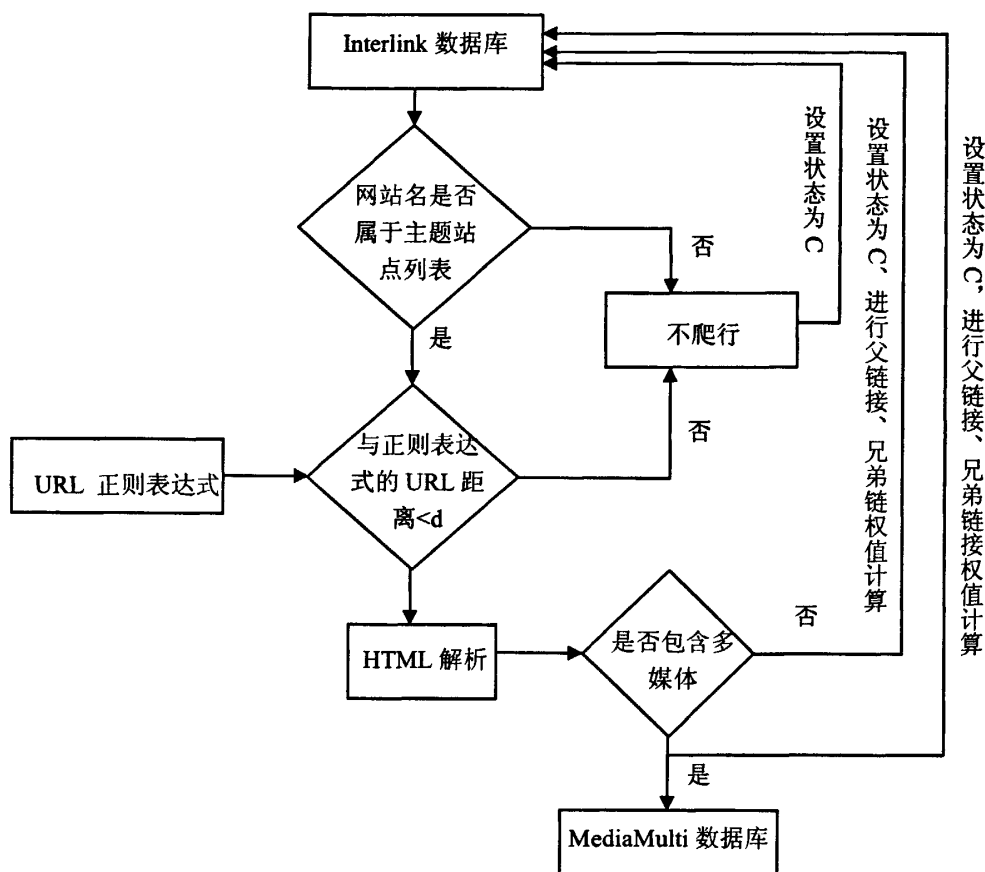 Interlink 数据库
网站名是否
属于主题站
点列表
否
不爬行
是
与正则表达
式的 URL 距
离<d
否
URL 正则表达式
HTML 解析
是否包含多
媒体
否
是
MediaMulti 数据库
设置状态为 C
设置状态为 C、进行父链接、兄弟链权值计算
设置状态为 C，进行父链接、兄弟链接权值计算